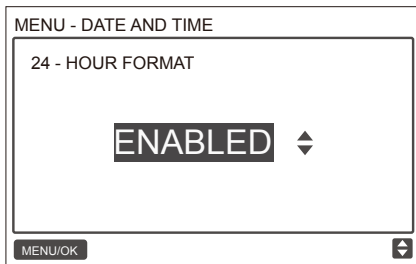 MENU - DATE AND TIME
24 - HOUR FORMAT
ENABLED
MENU/OK